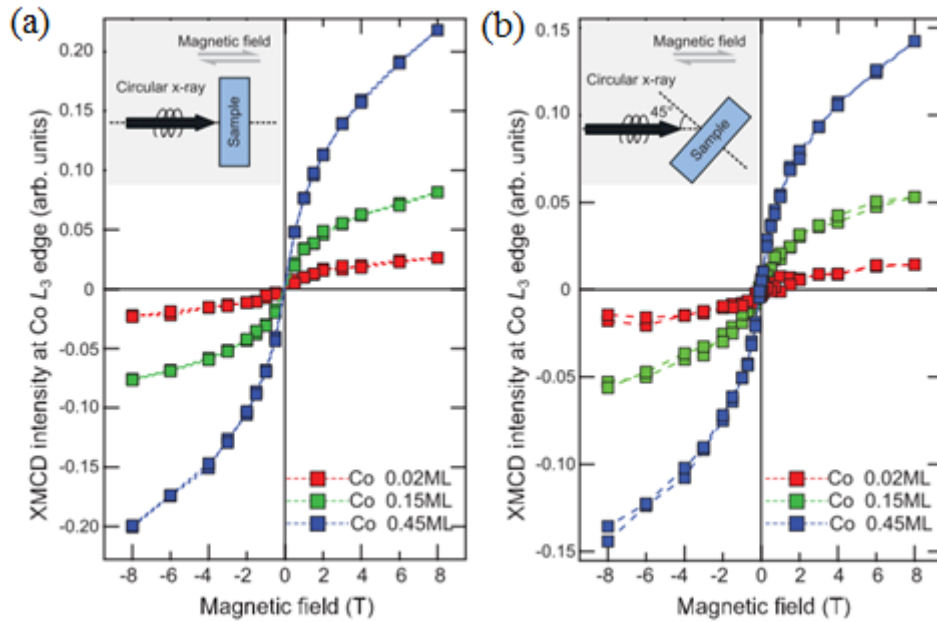 (a)
XMCD intensity at Co L3 edge (arb. units)
0.20
0.15
0.10
0.05
0
-0.05
-0.10
-0.15
-0.20
Magnetic field
Circular x-ray
Sample
Co 0.02ML
Co 0.15ML
Co 0.45ML
-8 -6 -4 -2 0 2 4 6 8
Magnetic field (T)
(b)
XMCD intensity at Co L3 edge (arb. units)
0.15
0.10
0.05
0
-0.05
-0.10
-0.15
Magnetic field
Circular x-ray
45°
Sample
Co 0.02ML
Co 0.15ML
Co 0.45ML
-8 -6 -4 -2 0 2 4 6 8
Magnetic field (T)